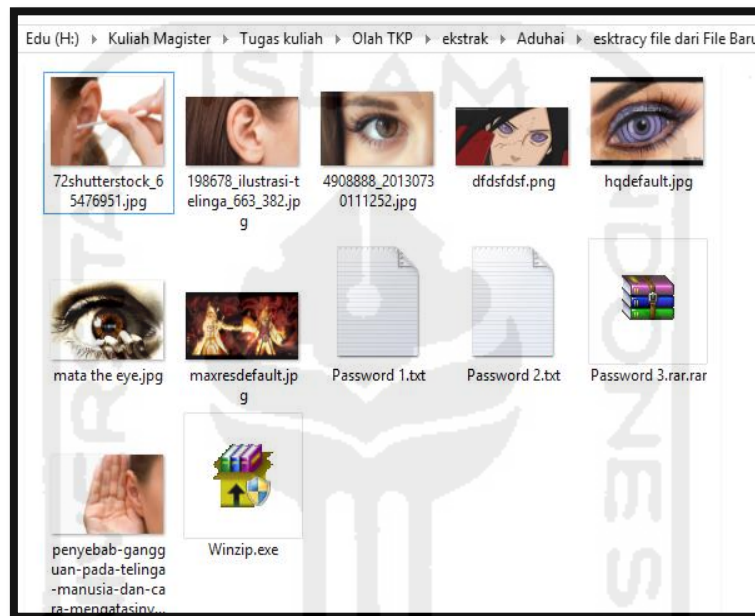 Edu (H:) ▸ Kuliah Magister ▸ Tugas kuliah ▸ Olah TKP ▸ ekstrak ▸ Aduhai ▸ esktracy file dari File Baru
72shutterstock_6
5476951.jpg
198678_ilustrasi-t
elinga_663_382.jp
g
4908888_2013073
0111252.jpg
dfdsfdsf.png
hqdefault.jpg
mata the eye.jpg
maxresdefault.jp
g
Password 1.txt
Password 2.txt
Password 3.rar.rar
penyebab-gangg
uan-pada-telinga
-manusia-dan-ca
ra-mengatasiny...
Winzip.exe
ISLAM